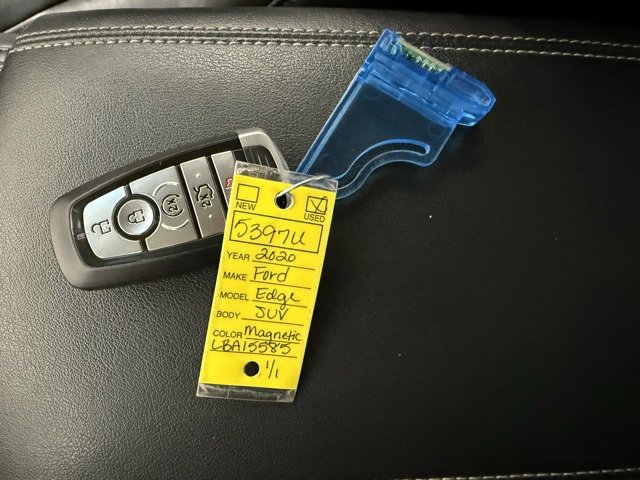 NEW
USED
5397U
YEAR 2020
MAKE Ford
MODEL Edge
BODY SUV
COLOR Magnetic
LBA15585
1/1